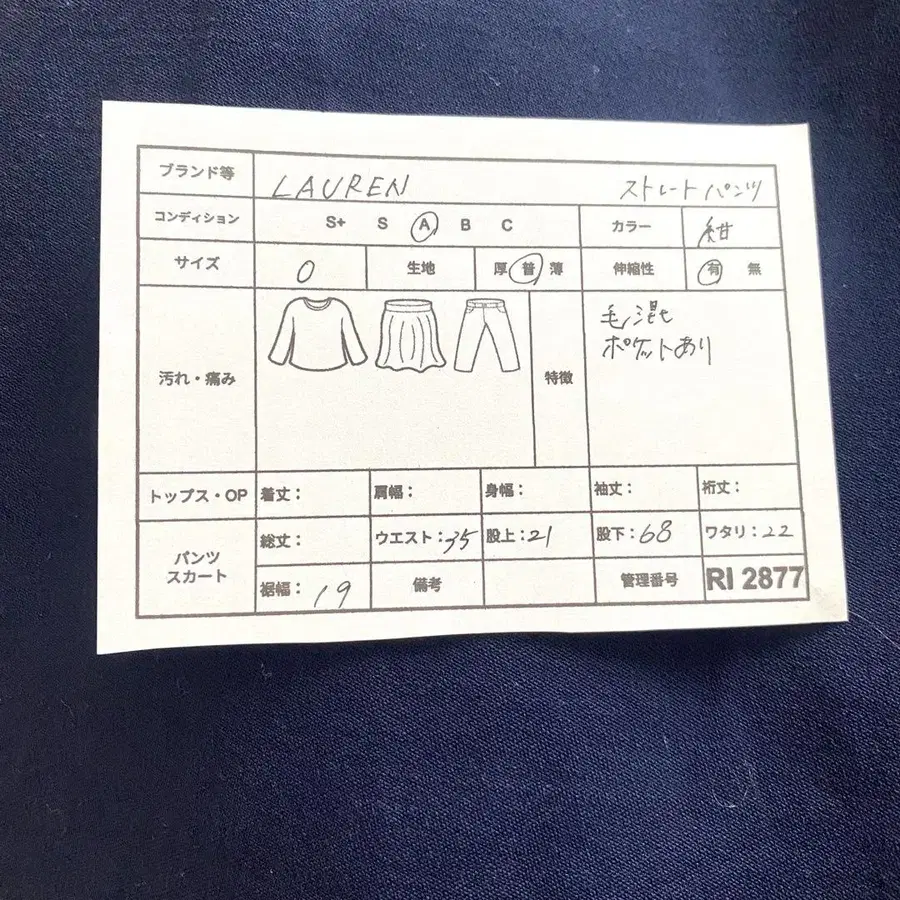 ブランド等 LAUREN ストレートパンツ
コンディション S+ S A B C カラー 紺
サイズ 0 生地 厚 普 薄 伸縮性 有 無
汚れ・痛み 特徴 毛混
ポケットあり
トップス・OP 着丈: 肩幅: 身幅: 袖丈: 裄丈:
パンツ
スカート
総丈: ウエスト:35 股上:21 股下:68 ワタリ:22
裾幅:19 備考 管理番号 RI 2877